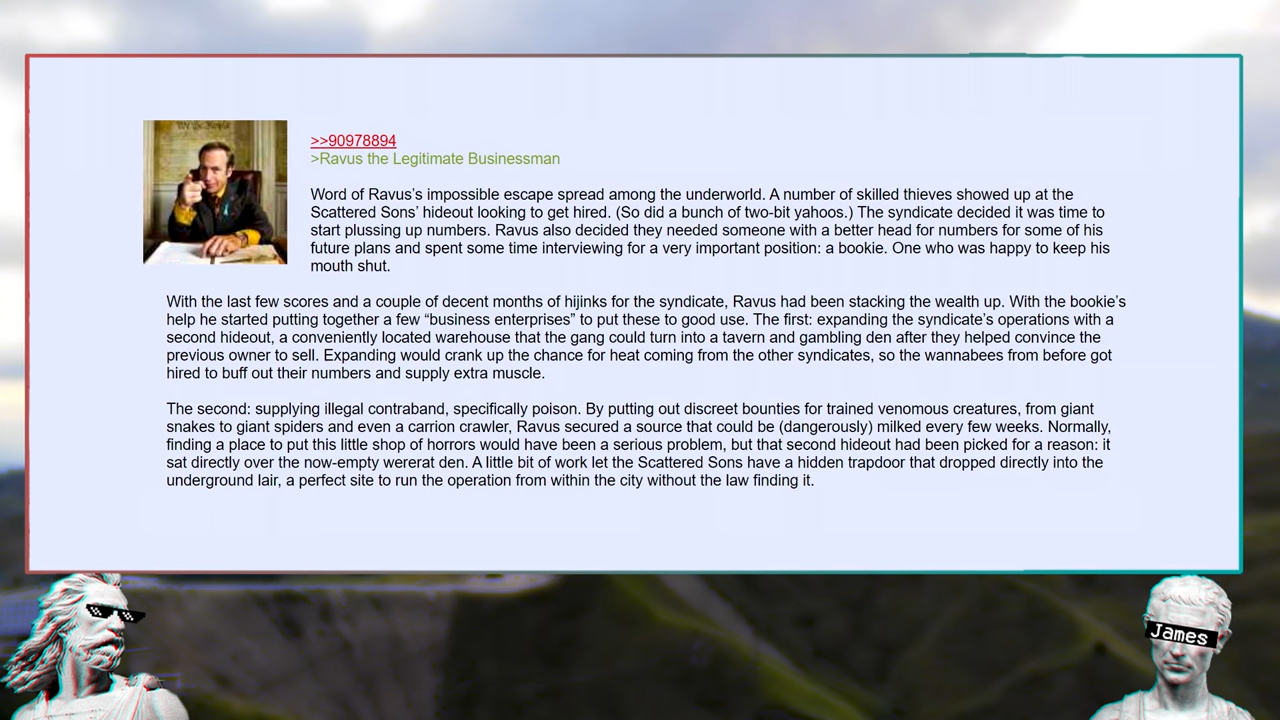 >>90978894
>Ravus the Legitimate Businessman
Word of Ravus’s impossible escape spread among the underworld. A number of skilled thieves showed up at the
Scattered Sons’ hideout looking to get hired. (So did a bunch of two-bit yahoos.) The syndicate decided it was time to
start plussing up numbers. Ravus also decided they needed someone with a better head for numbers for some of his
future plans and spent some time interviewing for a very important position: a bookie. One who was happy to keep his
mouth shut.
With the last few scores and a couple of decent months of hijinks for the syndicate, Ravus had been stacking the wealth up. With the bookie’s
help he started putting together a few “business enterprises” to put these to good use. The first: expanding the syndicate’s operations with a
second hideout, a conveniently located warehouse that the gang could turn into a tavern and gambling den after they helped convince the
previous owner to sell. Expanding would crank up the chance for heat coming from the other syndicates, so the wannabees from before got
hired to buff out their numbers and supply extra muscle.
The second: supplying illegal contraband, specifically poison. By putting out discreet bounties for trained venomous creatures, from giant
snakes to giant spiders and even a carrion crawler, Ravus secured a source that could be (dangerously) milked every few weeks. Normally,
finding a place to put this little shop of horrors would have been a serious problem, but that second hideout had been picked for a reason: it
sat directly over the now-empty wererat den. A little bit of work let the Scattered Sons have a hidden trapdoor that dropped directly into the
underground lair, a perfect site to run the operation from within the city without the law finding it.
James